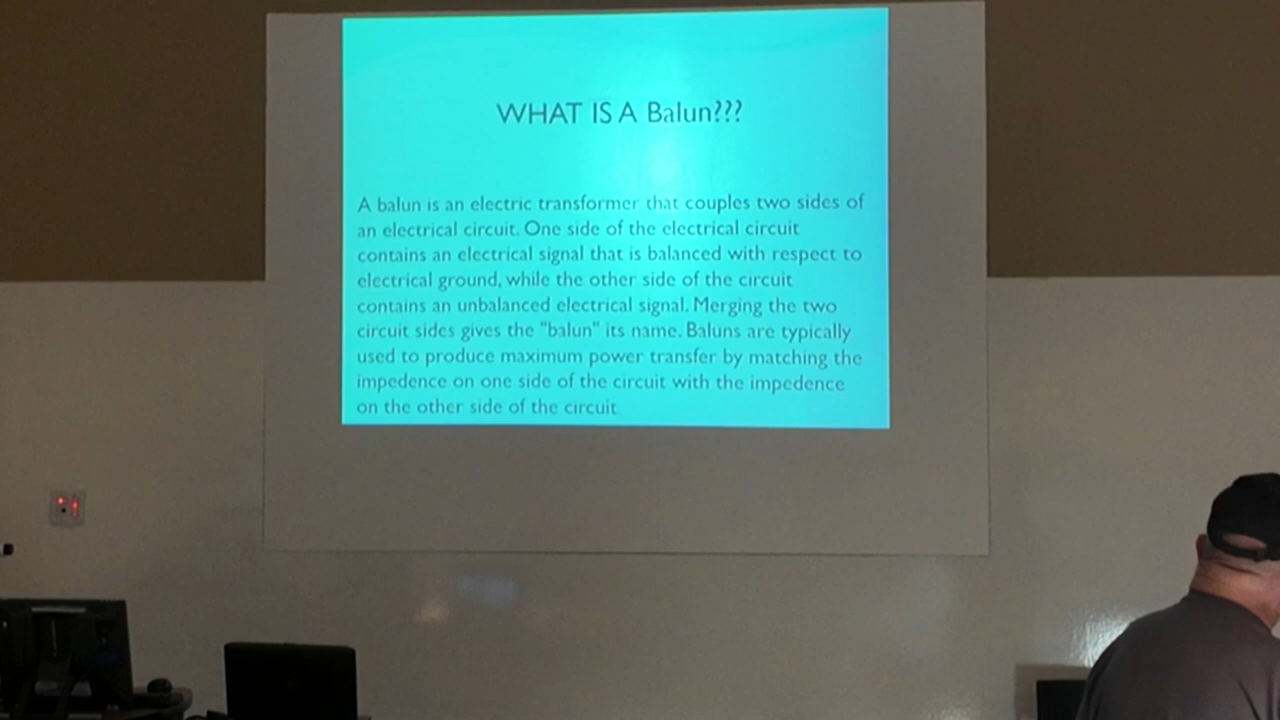 WHAT IS A Balun???
A balun is an electric transformer that couples two sides of
an electrical circuit. One side of the electrical circuit
contains an electrical signal that is balanced with respect to
electrical ground, while the other side of the circuit
contains an unbalanced electrical signal. Merging the two
circuit sides gives the "balun" its name. Baluns are typically
used to produce maximum power transfer by matching the
impedence on one side of the circuit with the impedence
on the other side of the circuit.